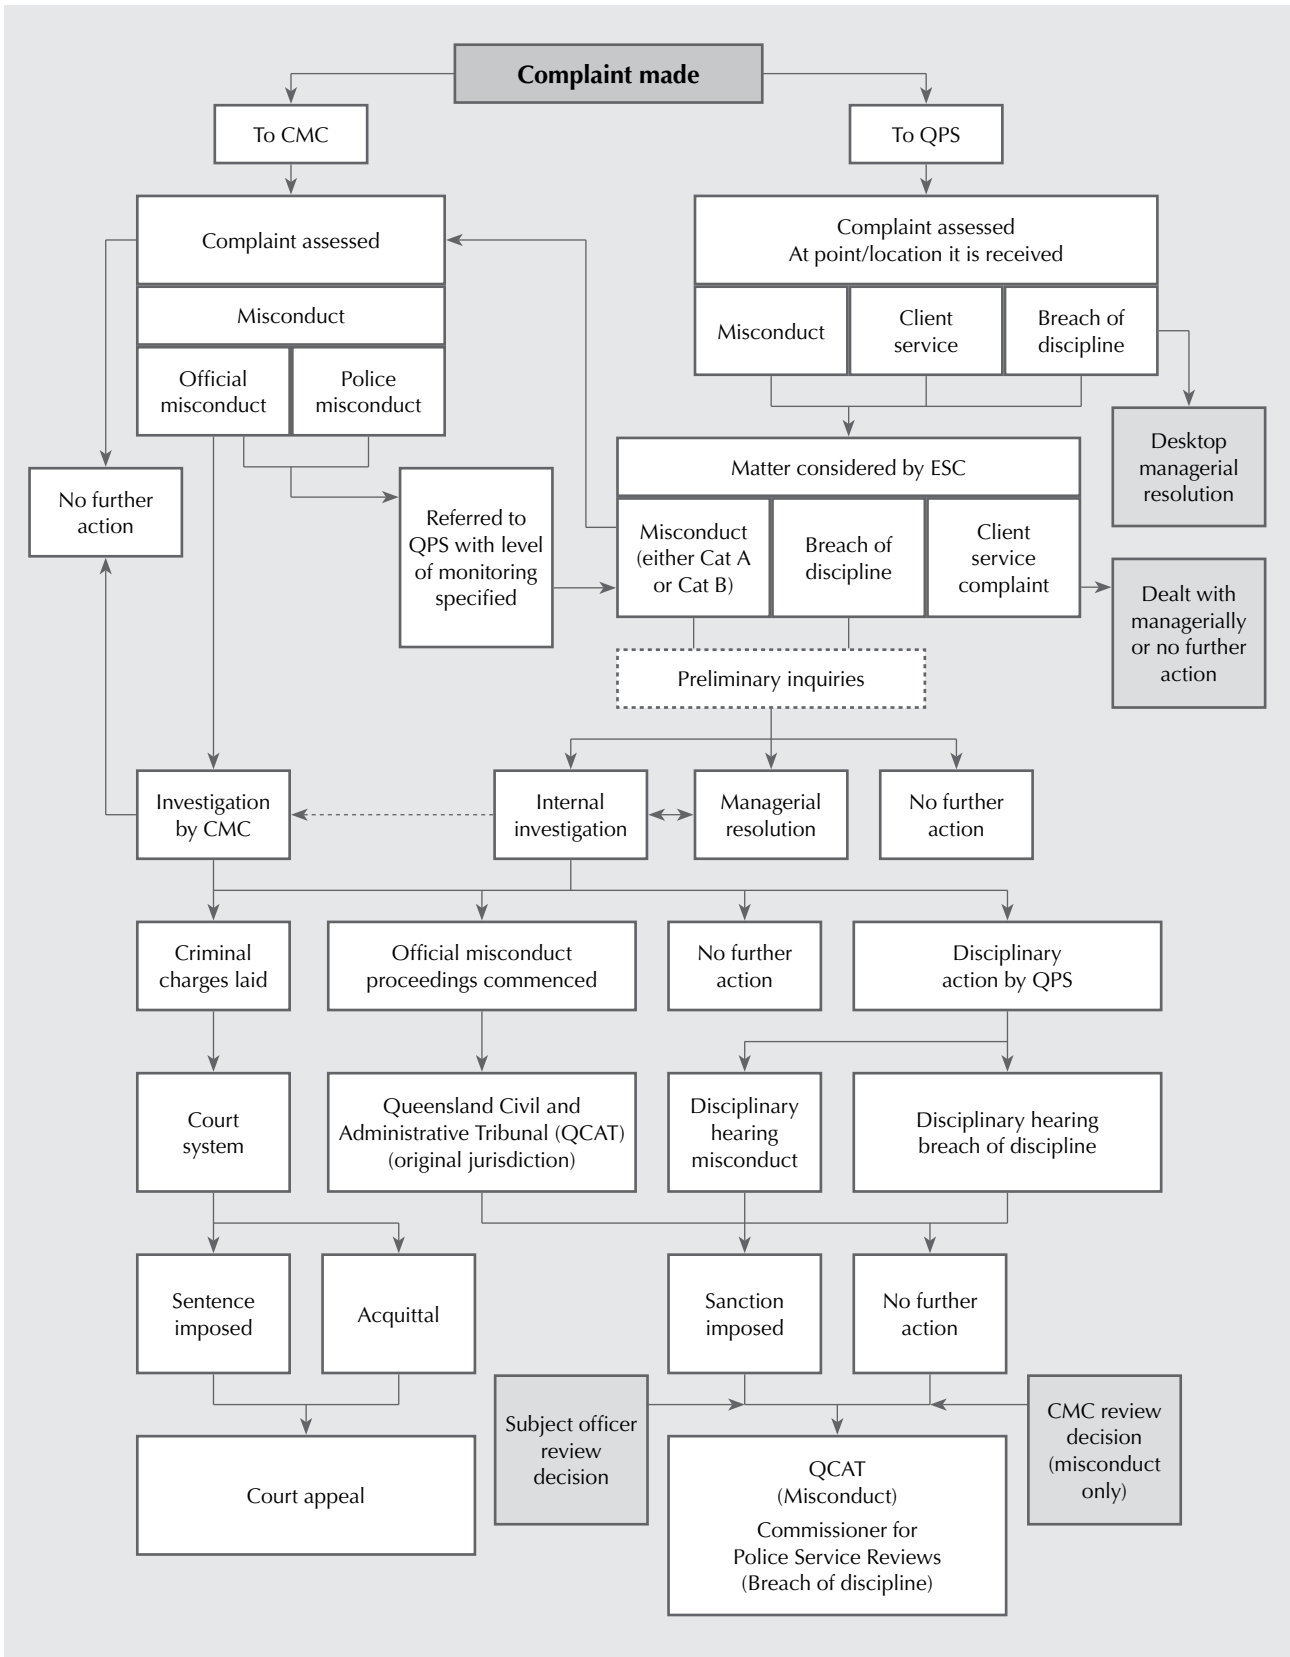 Complaint made
To CMC
To QPS
Complaint assessed
Misconduct
Official
misconduct
Police
misconduct
Complaint assessed
At point/location it is received
Misconduct
Client
service
Breach of
discipline
Desktop
managerial
resolution
No further
action
Referred to
QPS with level
of monitoring
specified
Matter considered by ESC
Misconduct
(either Cat A
or Cat B)
Breach of
discipline
Client
service
complaint
Dealt with
managerially
or no further
action
Preliminary inquiries
Investigation
by CMC
Internal
investigation
Managerial
resolution
No further
action
Criminal
charges laid
Official misconduct
proceedings commenced
No further
action
Disciplinary
action by QPS
Court
system
Queensland Civil and
Administrative Tribunal (QCAT)
(original jurisdiction)
Disciplinary
hearing
misconduct
Disciplinary hearing
breach of discipline
Sentence
imposed
Acquittal
Sanction
imposed
No further
action
Subject officer
review
decision
CMC review
decision
(misconduct
only)
Court appeal
QCAT
(Misconduct)
Commissioner for
Police Service Reviews
(Breach of discipline)